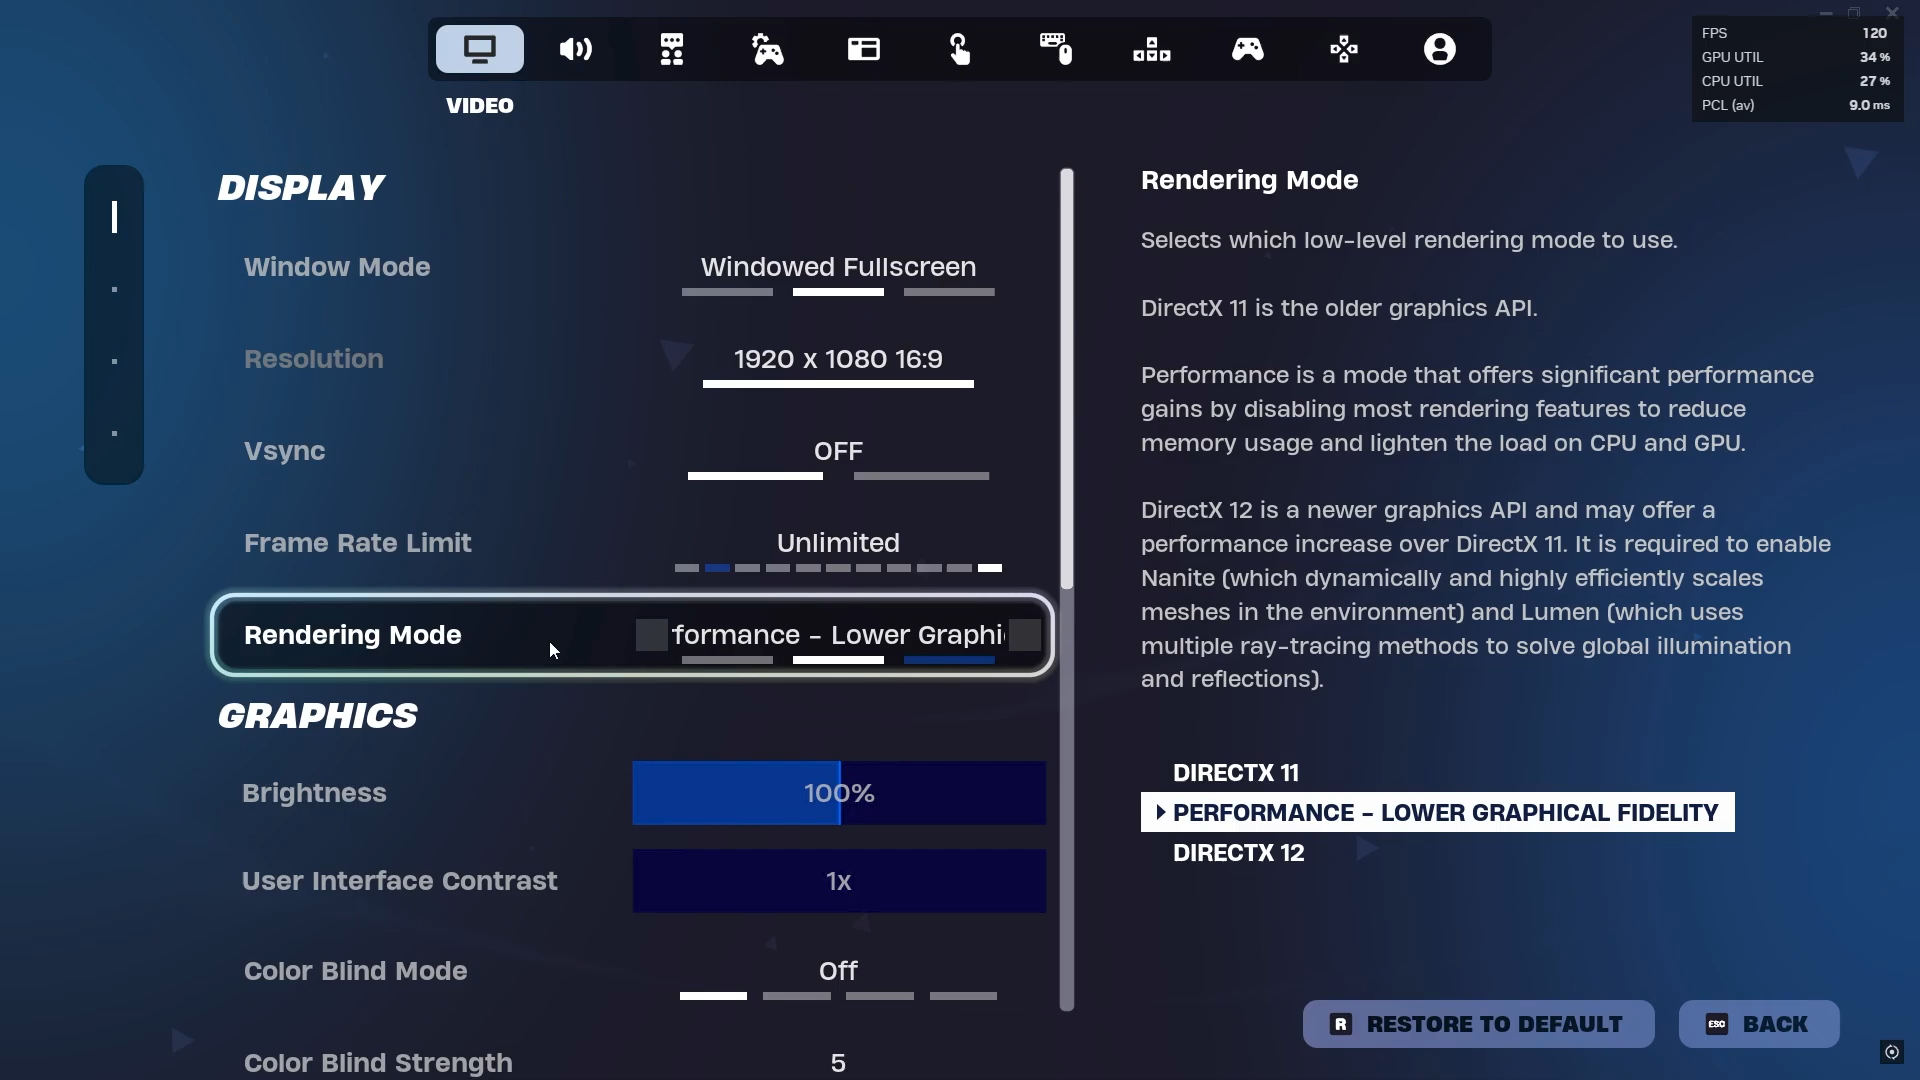 VIDEO
FPS 120
GPU UTIL 34 %
CPU UTIL 27 %
PCL (av) 9.0 ms
DISPLAY
Window Mode Windowed Fullscreen
Resolution 1920 x 1080 16:9
Vsync OFF
Frame Rate Limit Unlimited
Rendering Mode formance - Lower Graphi
GRAPHICS
Brightness 100%
User Interface Contrast 1x
Color Blind Mode Off
Color Blind Strength 5
Rendering Mode
Selects which low-level rendering mode to use.
DirectX 11 is the older graphics API.
Performance is a mode that offers significant performance
gains by disabling most rendering features to reduce
memory usage and lighten the load on CPU and GPU.
DirectX 12 is a newer graphics API and may offer a
performance increase over DirectX 11. It is required to enable
Nanite (which dynamically and highly efficiently scales
meshes in the environment) and Lumen (which uses
multiple ray-tracing methods to solve global illumination
and reflections).
DIRECTX 11
PERFORMANCE - LOWER GRAPHICAL FIDELITY
DIRECTX 12
R RESTORE TO DEFAULT
ESC BACK